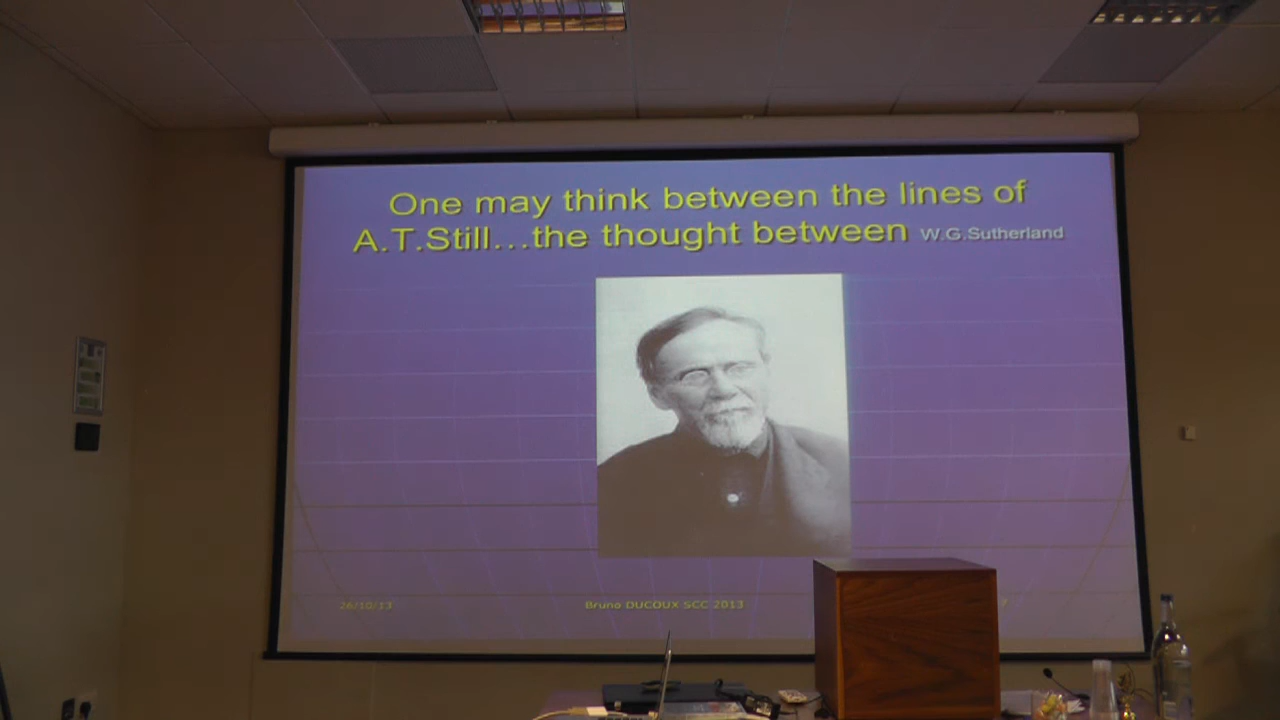 One may think between the lines of
A.T.Still...the thought between W.G.Sutherland
26/10/13
Bruno DUCOUX SCC 2013
7